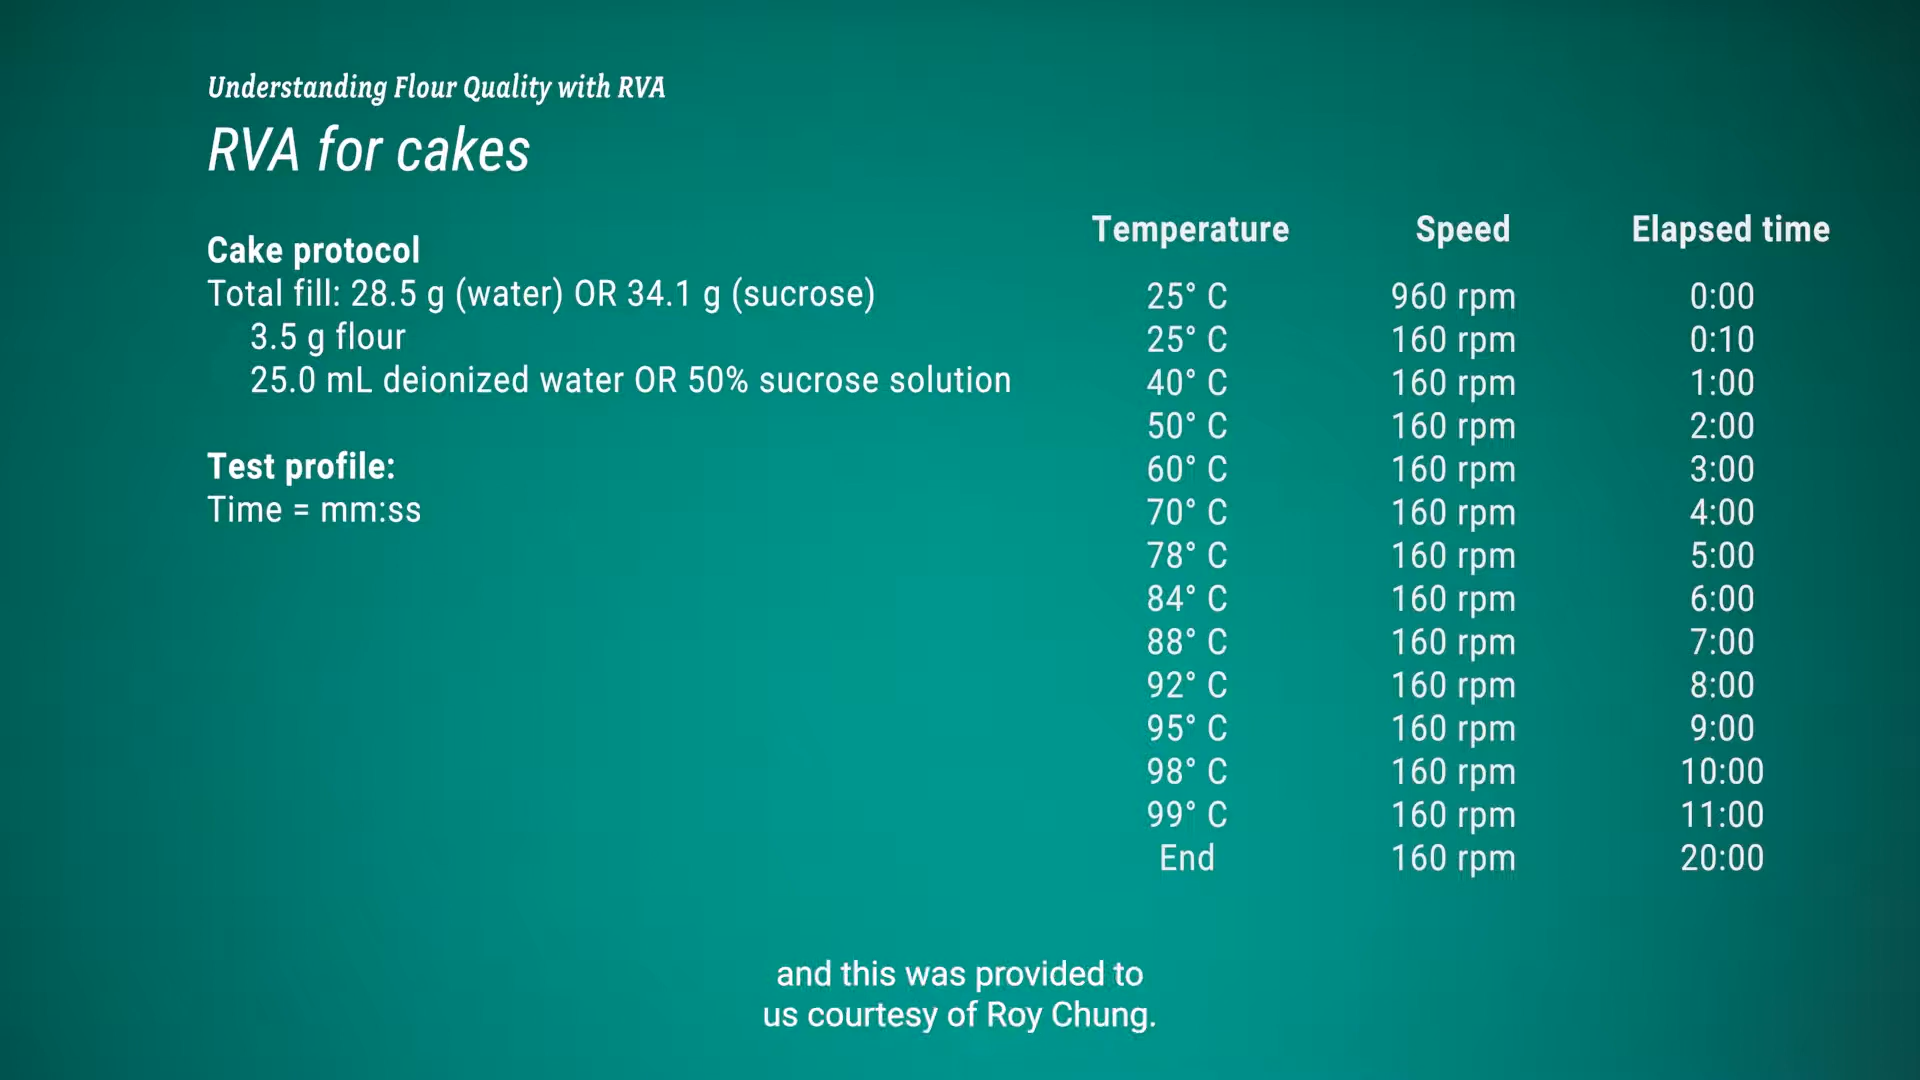 Understanding Flour Quality with RVA
RVA for cakes
Cake protocol
Total fill: 28.5 g (water) OR 34.1 g (sucrose)
3.5 g flour
25.0 mL deionized water OR 50% sucrose solution
Test profile:
Time = mm:ss
Temperature Speed Elapsed time
25° C 960 rpm 0:00
25° C 160 rpm 0:10
40° C 160 rpm 1:00
50° C 160 rpm 2:00
60° C 160 rpm 3:00
70° C 160 rpm 4:00
78° C 160 rpm 5:00
84° C 160 rpm 6:00
88° C 160 rpm 7:00
92° C 160 rpm 8:00
95° C 160 rpm 9:00
98° C 160 rpm 10:00
99° C 160 rpm 11:00
End 160 rpm 20:00
and this was provided to
us courtesy of Roy Chung.